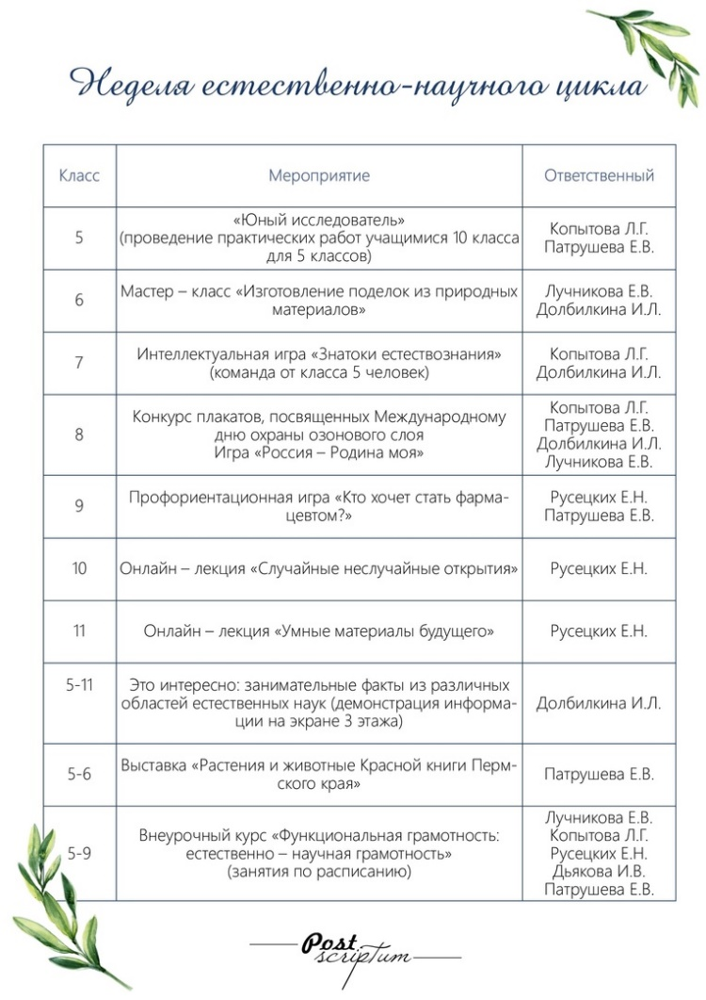 Неделя естественно-научного цикла
Класс
Мероприятие
Ответственный
5
«Юный исследователь»
(проведение практических работ учащимися 10 класса
для 5 классов)
Копытова Л.Г.
Патрушева Е.В.
6
Мастер – класс «Изготовление поделок из природных
материалов»
Лучникова Е.В.
Долбилкина И.Л.
7
Интеллектуальная игра «Знатоки естествознания»
(команда от класса 5 человек)
Копытова Л.Г.
Долбилкина И.Л.
8
Конкурс плакатов, посвященных Международному
дню охраны озонового слоя
Игра «Россия – Родина моя»
Копытова Л.Г.
Патрушева Е.В.
Долбилкина И.Л.
Лучникова Е.В.
9
Профориентационная игра «Кто хочет стать фарма-
цевтом?»
Русецких Е.Н.
Патрушева Е.В.
10
Онлайн – лекция «Случайные неслучайные открытия»
Русецких Е.Н.
11
Онлайн – лекция «Умные материалы будущего»
Русецких Е.Н.
5-11
Это интересно: занимательные факты из различных
областей естественных наук (демонстрация информа-
ции на экране 3 этажа)
Долбилкина И.Л.
5-6
Выставка «Растения и животные Красной книги Перм-
ского края»
Патрушева Е.В.
5-9
Внеурочный курс «Функциональная грамотность:
естественно – научная грамотность»
(занятия по расписанию)
Лучникова Е.В.
Копытова Л.Г.
Русецких Е.Н.
Дьякова И.В.
Патрушева Е.В.
Post
scriptum